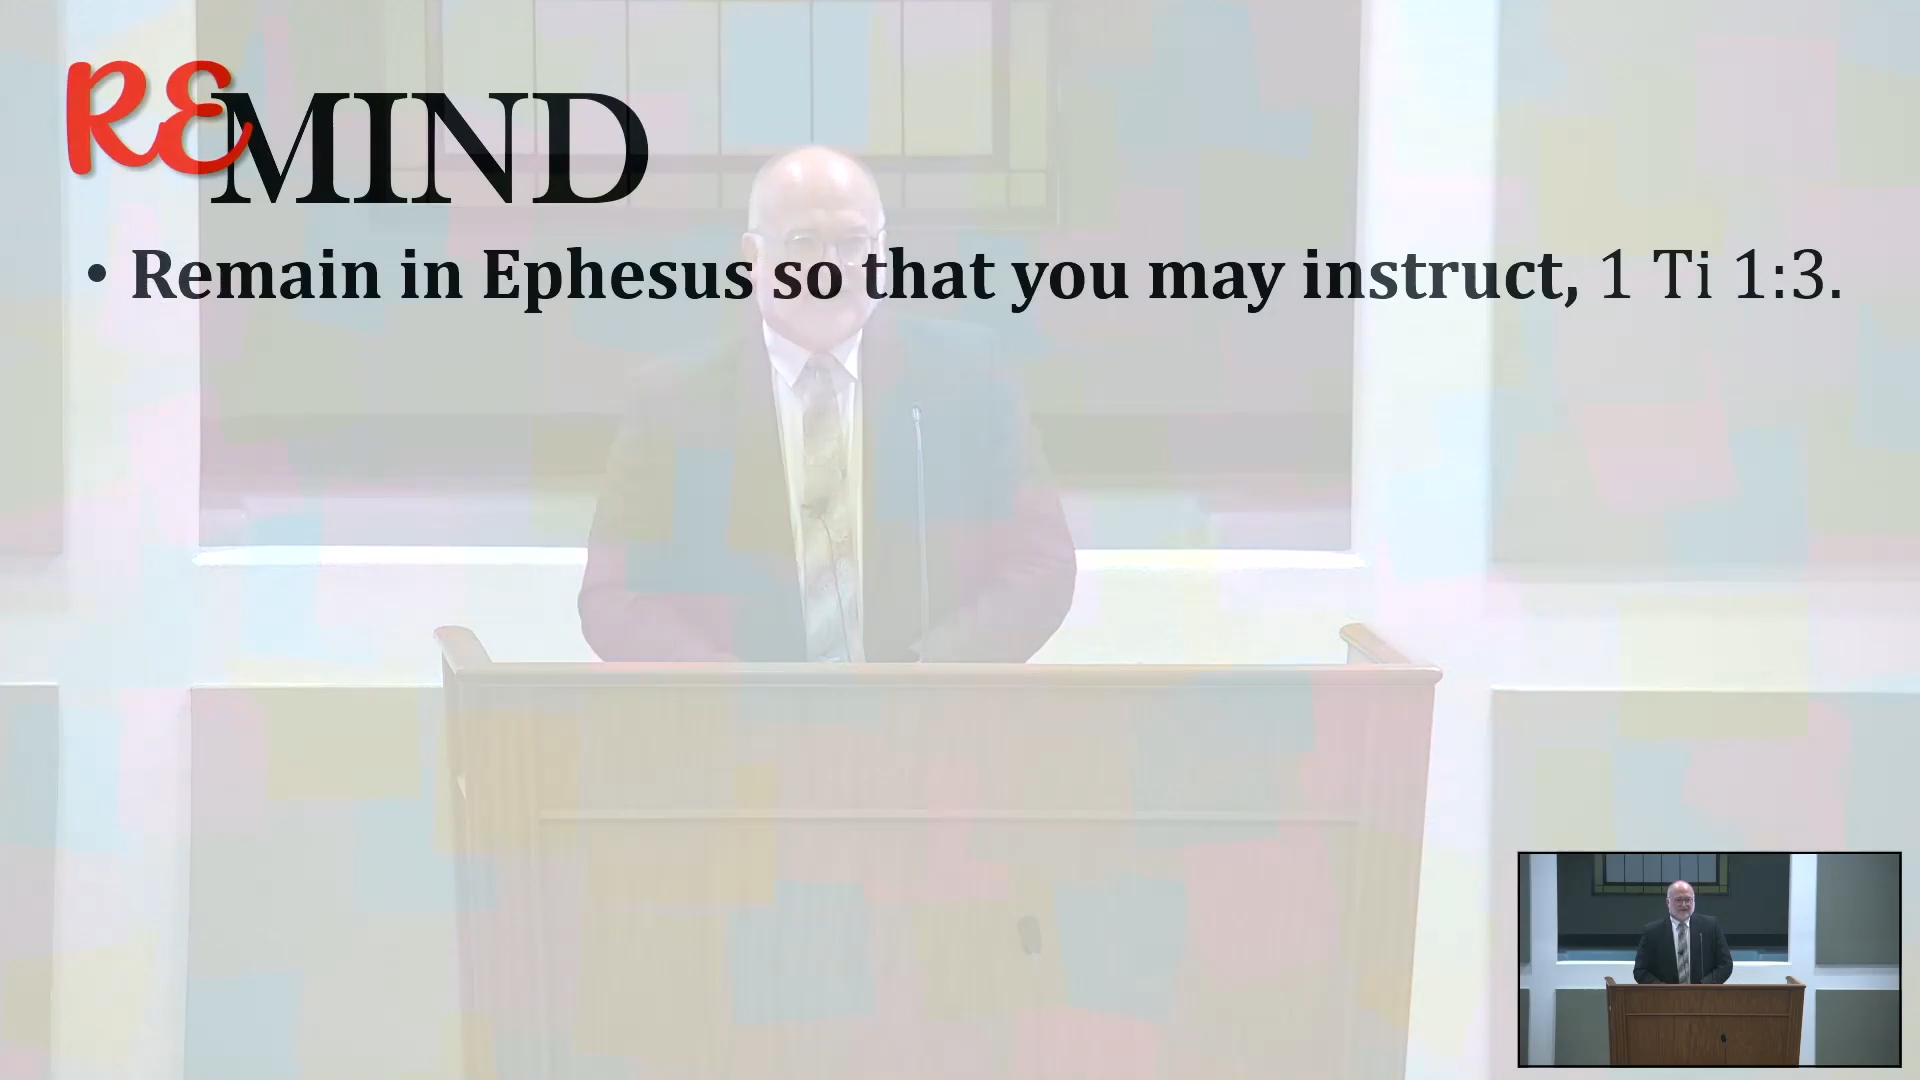 REMIND
• Remain in Ephesus so that you may instruct, 1 Ti 1:3.